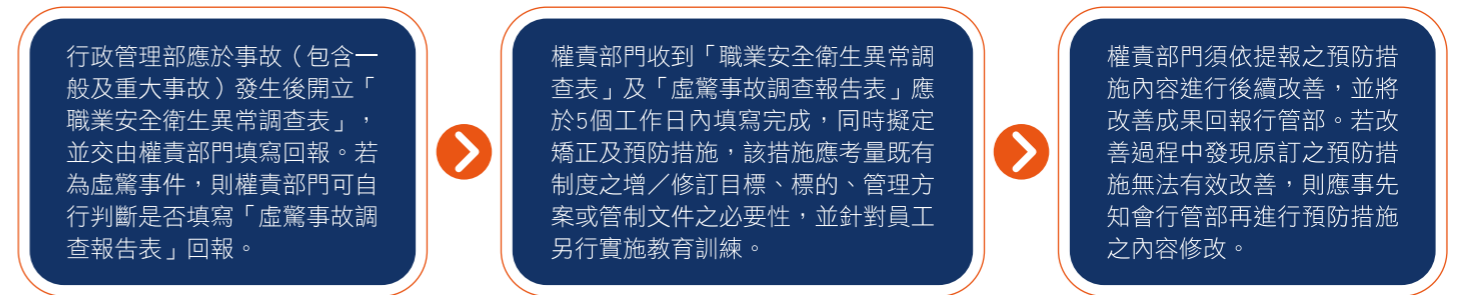 行政管理部應於事故（包含一
般及重大事故）發生後開立「
職業安全衛生異常調查表」，
並交由權責部門填寫回報。若
為虛驚事件，則權責部門可自
行判斷是否填寫「虛驚事故調
查報告表」回報。
權責部門收到「職業安全衛生異常調
查表」及「虛驚事故調查報告表」應
於5個工作日內填寫完成，同時擬定
矯正及預防措施，該措施應考量既有
制度之增／修訂目標、標的、管理方
案或管制文件之必要性，並針對員工
另行實施教育訓練。
權責部門須依提報之預防措
施內容進行後續改善，並將
改善成果回報行管部。若改
善過程中發現原訂之預防措
施無法有效改善，則應事先
知會行管部再進行預防措施
之內容修改。